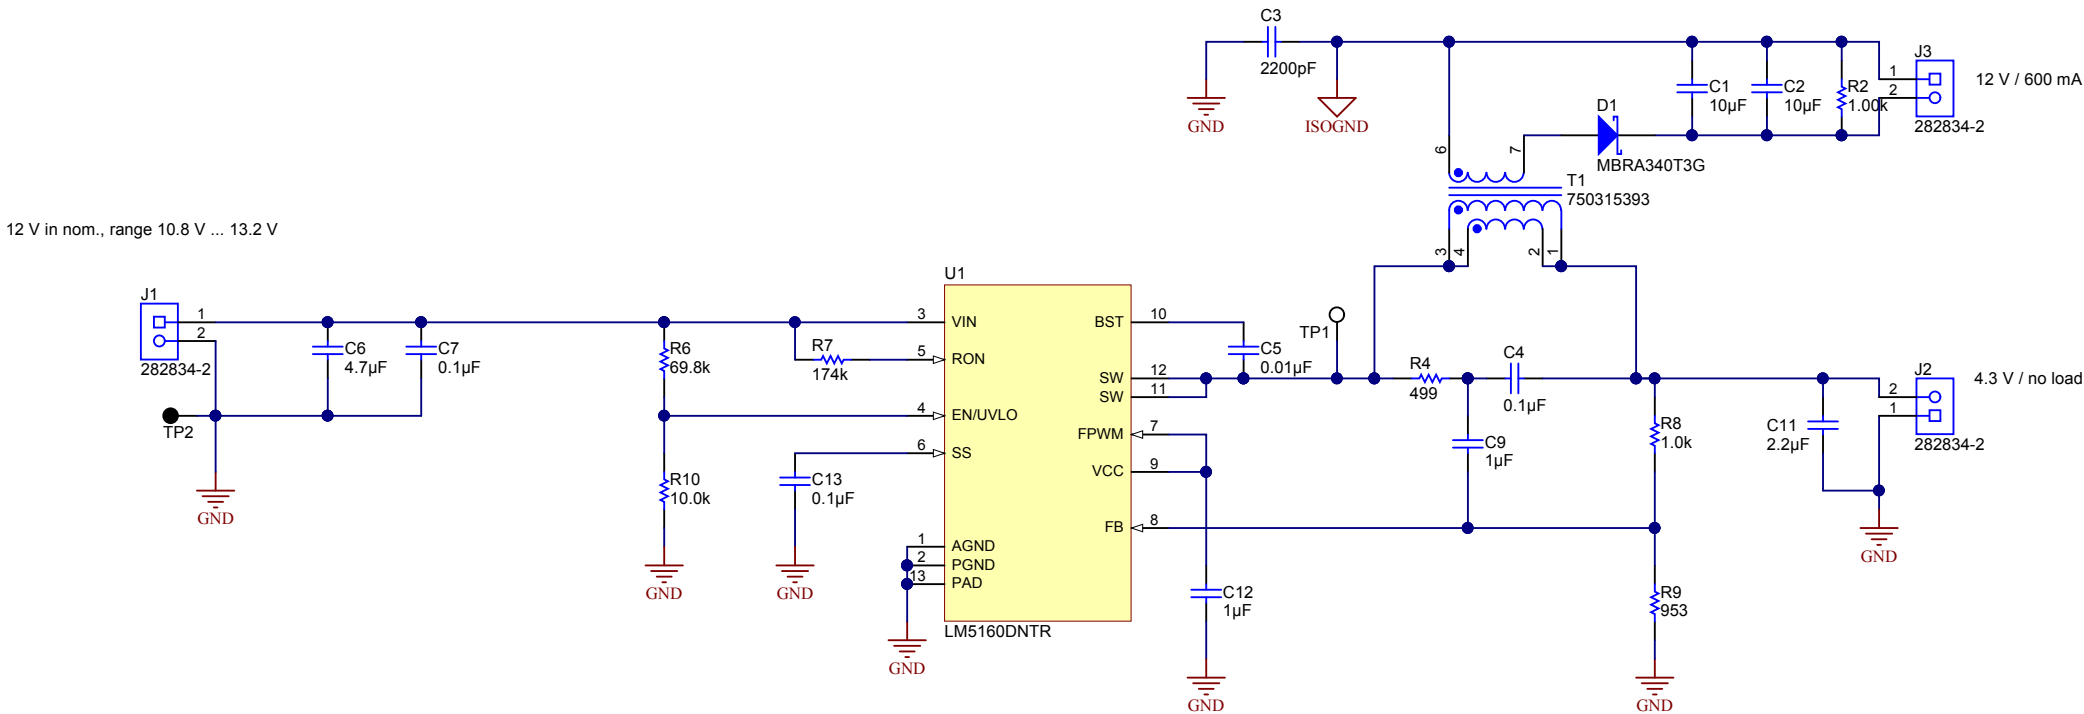 C3
2200pF
GND
ISOGND
C1
10µF
C2
10µF
R2
1.00k
J3
1
2
282834-2
12 V / 600 mA
D1
MBRA340T3G
6
7
T1
750315393
3
4
2
1
12 V in nom., range 10.8 V ... 13.2 V
J1
1
2
282834-2
TP2
GND
C6
4.7µF
C7
0.1µF
R6
69.8k
R10
10.0k
GND
R7
174k
C13
0.1µF
GND
U1
3
VIN
5
RON
4
EN/UVLO
6
SS
1
AGND
2
PGND
13
PAD
GND
LM5160DNTR
BST
10
SW
12
SW
11
FPWM
7
VCC
9
FB
8
C5
0.01µF
TP1
R4
499
C4
0.1µF
C9
1µF
C12
1µF
GND
R8
1.0k
R9
953
GND
C11
2.2µF
J2
2
1
282834-2
4.3 V / no load
GND